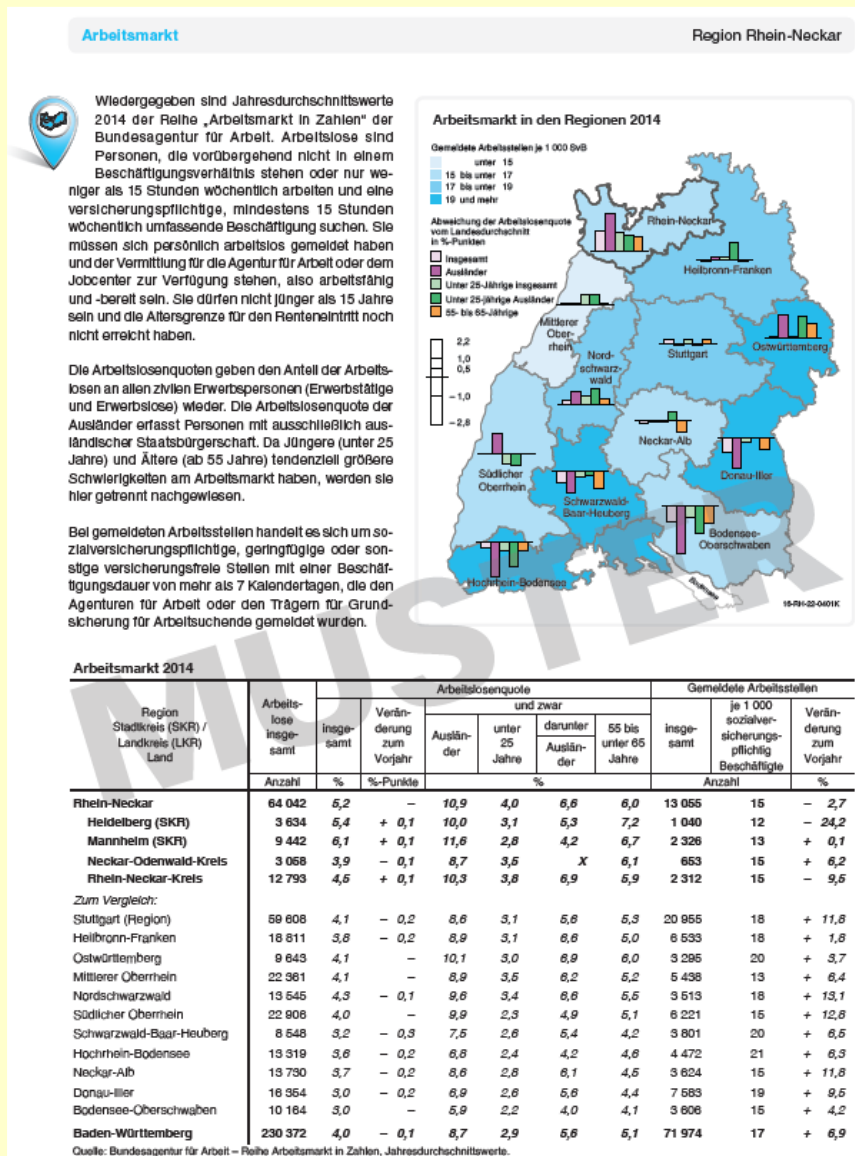 Arbeitsmarkt
Region Rhein-Neckar
Wiedergegeben sind Jahresdurchschnittswerte
2014 der Reihe „Arbeitsmarkt in Zahlen“ der
Bundesagentur für Arbeit. Arbeitslose sind
Personen, die vorübergehend nicht in einem
Beschäftigungsverhältnis stehen oder nur we-
niger als 15 Stunden wöchentlich arbeiten und eine
versicherungspflichtige, mindestens 15 Stunden
wöchentlich umfassende Beschäftigung suchen. Sie
müssen sich persönlich arbeitslos gemeldet haben
und der Vermittlung für die Agentur für Arbeit oder dem
Jobcenter zur Verfügung stehen, also arbeitsfähig
und -bereit sein. Sie dürfen nicht jünger als 15 Jahre
sein und die Altersgrenze für den Renteneintritt noch
nicht erreicht haben.
Die Arbeitslosenquoten geben den Anteil der Arbeits-
losen an allen zivilen Erwerbspersonen (Erwerbstätige
und Erwerbslose) wieder. Die Arbeitslosenquote der
Ausländer erfasst Personen mit ausschließlich aus-
ländischer Staatsbürgerschaft. Da Jüngere (unter 25
Jahre) und Ältere (ab 55 Jahre) tendenziell größere
Schwierigkeiten am Arbeitsmarkt haben, werden sie
hier getrennt nachgewiesen.
Bei gemeldeten Arbeitsstellen handelt es sich um so-
zialversicherungspflichtige, geringfügige oder son-
stige versicherungsfreie Stellen mit einer Beschäf-
tigungsdauer von mehr als 7 Kalendertagen, die den
Agenturen für Arbeit oder den Trägern für Grund-
sicherung für Arbeitsuchende gemeldet wurden.
Arbeitsmarkt in den Regionen 2014
Gemeldete Arbeitsstellen je 1 000 SvB
unter 15
15 bis unter 17
17 bis unter 19
19 und mehr
Abweichung der Arbeitslosenquote
vom Landesdurchschnitt
in %-Punkten
Insgesamt
Ausländer
Unter 25-Jährige insgesamt
Unter 25-jährige Ausländer
55- bis 65-Jährige
2,2
1,0
0,5
– 1,0
– 2,8
Rhein-Neckar
Heilbronn-Franken
Mittlerer
Ober-
rhein
Nord-
schwarz-
wald
Stuttgart
Ostwürttemberg
Neckar-Alb
Donau-Iller
Südlicher
Oberrhein
Schwarzwald-
Baar-Heuberg
Bodensee-
Oberschwaben
Hochrhein-Bodensee
Bodensee
15-RH-22-0401K
MUSTER
Arbeitsmarkt 2014
Region
Stadtkreis (SKR) /
Landkreis (LKR)
Land
Arbeits-
lose
insge-
samt
Arbeitslosenquote
Gemeldete Arbeitsstellen
insge-
samt
Verän-
derung
zum
Vorjahr
und zwar
Auslän-
der
unter
25
Jahre
darunter
Auslän-
der
55 bis
unter 65
Jahre
insge-
samt
je 1 000
sozialver-
sicherungs-
pflichtig
Beschäftigte
Verän-
derung
zum
Vorjahr
Anzahl % %-Punkte % Anzahl %
Rhein-Neckar 64 042 5,2 – 10,9 4,0 6,6 6,0 13 055 15 – 2,7
Heidelberg (SKR) 3 634 5,4 + 0,1 10,0 3,1 5,3 7,2 1 040 12 – 24,2
Mannheim (SKR) 9 442 6,1 + 0,1 11,6 2,8 4,2 6,7 2 326 13 + 0,1
Neckar-Odenwald-Kreis 3 058 3,9 – 0,1 8,7 3,5 X 6,1 653 15 + 6,2
Rhein-Neckar-Kreis 12 793 4,5 + 0,1 10,3 3,8 6,9 5,9 2 312 15 – 9,5
Zum Vergleich:
Stuttgart (Region) 59 608 4,1 – 0,2 8,6 3,1 5,6 5,3 20 955 18 + 11,8
Heilbronn-Franken 18 811 3,8 – 0,2 8,9 3,1 6,6 5,0 6 533 18 + 1,8
Ostwürttemberg 9 643 4,1 – 10,1 3,0 6,9 6,0 3 295 20 + 3,7
Mittlerer Oberrhein 22 361 4,1 – 8,9 3,5 6,2 5,2 5 438 13 + 6,4
Nordschwarzwald 13 545 4,3 – 0,1 9,6 3,4 6,6 5,5 3 513 18 + 13,1
Südlicher Oberrhein 22 906 4,0 – 9,9 2,3 4,9 5,1 6 221 15 + 12,8
Schwarzwald-Baar-Heuberg 8 548 3,2 – 0,3 7,5 2,6 5,4 4,2 3 801 20 + 6,5
Hochrhein-Bodensee 13 319 3,6 – 0,2 6,8 2,4 4,2 4,6 4 472 21 + 6,3
Neckar-Alb 13 730 3,7 – 0,2 8,6 2,8 6,1 4,5 3 624 15 + 11,8
Donau-Iller 16 354 3,0 – 0,2 6,9 2,6 5,6 4,4 7 583 19 + 9,5
Bodensee-Oberschwaben 10 164 3,0 – 5,9 2,2 4,0 4,1 3 606 15 + 4,2
Baden-Württemberg 230 372 4,0 – 0,1 8,7 2,9 5,6 5,1 71 974 17 + 6,9
Quelle: Bundesagentur für Arbeit – Reihe Arbeitsmarkt in Zahlen, Jahresdurchschnittswerte.